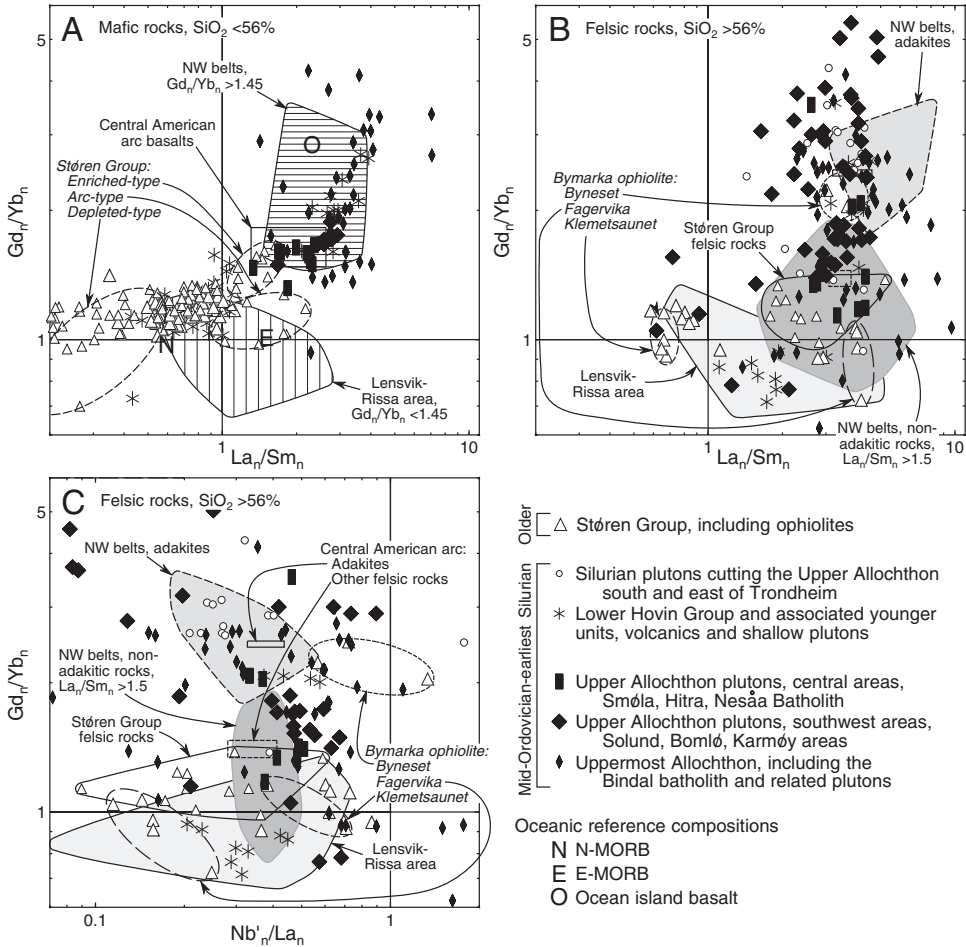 A Mafic rocks, SiO2 <56%
5
1
Gdn/Ybn
NW belts,
Gdn/Ybn >1.45
Central American
arc basalts
Støren Group:
Enriched-type
Arc-type
Depleted-type
O
N
E
Lensvik-
Rissa area,
Gdn/Ybn <1.45
1
10
Lan/Smn
B Felsic rocks, SiO2 >56%
5
1
Gdn/Ybn
NW belts,
adakites
Bymarka ophiolite:
Byneset
Fagervika
Klemetsaunet
Støren Group
felsic rocks
Lensvik-
Rissa area
NW belts, non-
adakitic rocks,
Lan/Smn >1.5
1
10
Lan/Smn
C Felsic rocks, SiO2 >56%
5
1
Gdn/Ybn
NW belts, adakites
Central American arc:
Adakites
Other felsic rocks
NW belts, non-
adakitic rocks,
Lan/Smn >1.5
Støren Group
felsic rocks
Bymarka ophiolite:
Byneset
Fagervika
Klemetsaunet
Lensvik-
Rissa area
0.1
1
Nb'n/Lan
Older
Støren Group, including ophiolites
Mid-Ordovician-earliest Silurian
Silurian plutons cutting the Upper Allochthon
south and east of Trondheim
Lower Hovin Group and associated younger
units, volcanics and shallow plutons
Upper Allochthon plutons, central areas,
Smøla, Hitra, Nesåa Batholith
Upper Allochthon plutons, southwest areas,
Solund, Bomlø, Karmøy areas
Uppermost Allochthon, including the
Bindal batholith and related plutons
Oceanic reference compositions
N N-MORB
E E-MORB
O Ocean island basalt